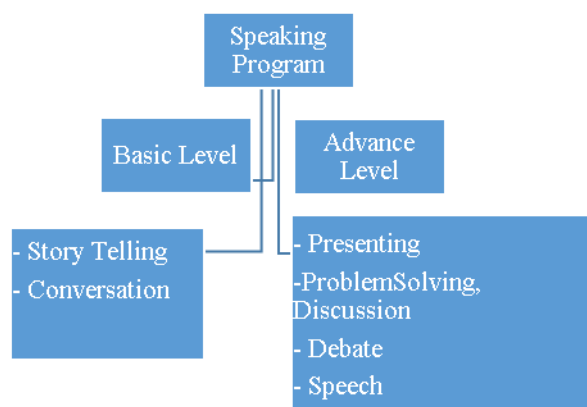 Speaking
Program
Basic Level
Advance
Level
- Story Telling
- Conversation
- Presenting
-ProblemSolving,
Discussion
- Debate
- Speech